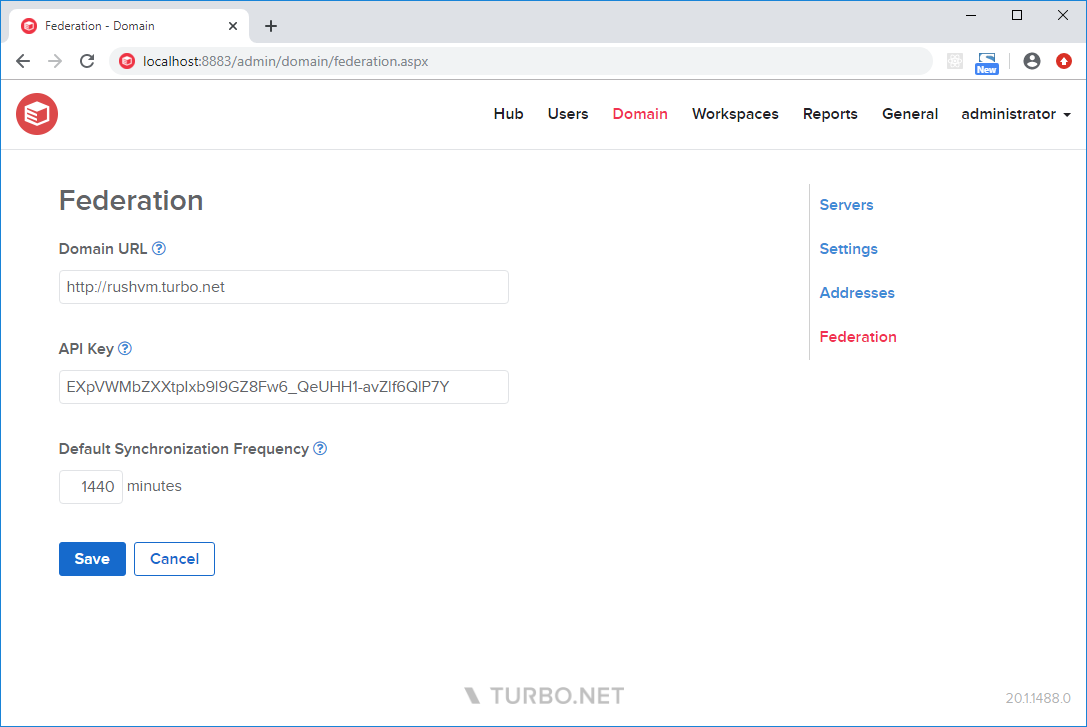 Federation - Domain
localhost:8883/admin/domain/federation.aspx
New
Hub Users Domain Workspaces Reports General administrator
Federation
Servers
Domain URL ?
Settings
http://rushvm.turbo.net
Addresses
API Key ?
Federation
EXpVWMbZXXtpIxb9l9GZ8Fw6_QeUHH1-avZlf6QlP7Y
Default Synchronization Frequency ?
1440 minutes
Save Cancel
TURBO.NET
20.1.1488.0